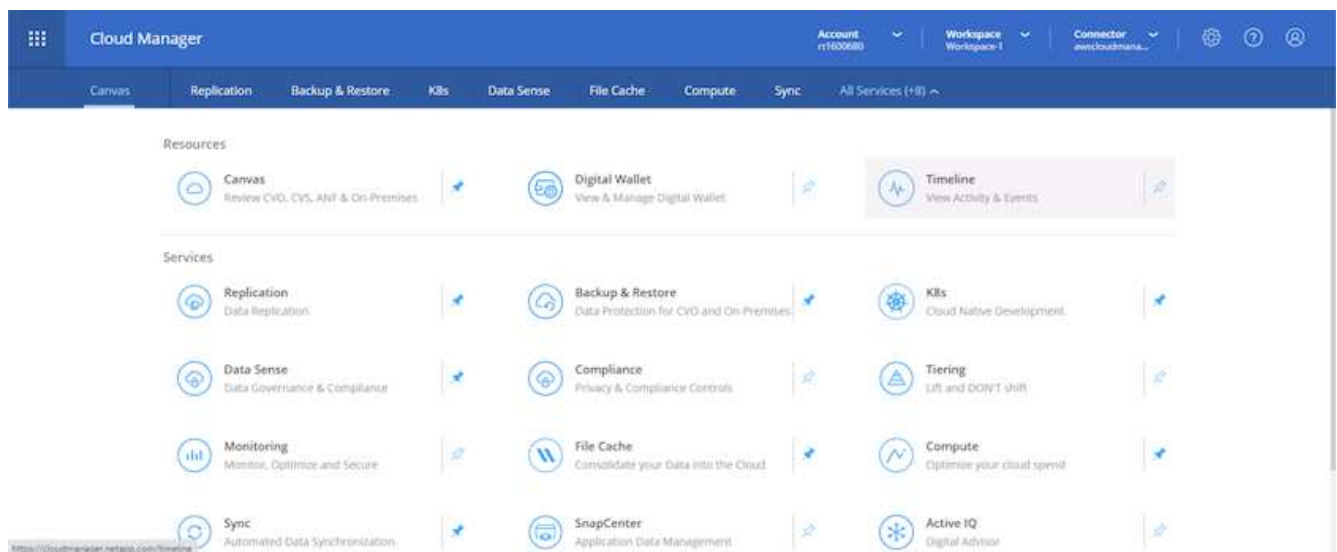 Cloud Manager
Account
rr1600680
Workspace
Workspace-1
Connector
awscloudmana...
Canvas Replication Backup & Restore K8s Data Sense File Cache Compute Sync All Services (+8)
Resources
Canvas
Review CVO, CVS, ANF & On-Premises
Digital Wallet
View & Manage Digital Wallet
Timeline
View Activity & Events
Services
Replication
Data Replication
Backup & Restore
Data Protection for CVO and On-Premises
K8s
Cloud Native Development
Data Sense
Data Governance & Compliance
Compliance
Privacy & Compliance Controls
Tiering
Lift and DON'T shift
Monitoring
Monitor, Optimize and Secure
File Cache
Consolidate your Data into the Cloud
Compute
Optimize your cloud spend
Sync
Automated Data Synchronization
SnapCenter
Application Data Management
Active IQ
Digital Advisor
https://cloudmanager.netapp.com/timeline